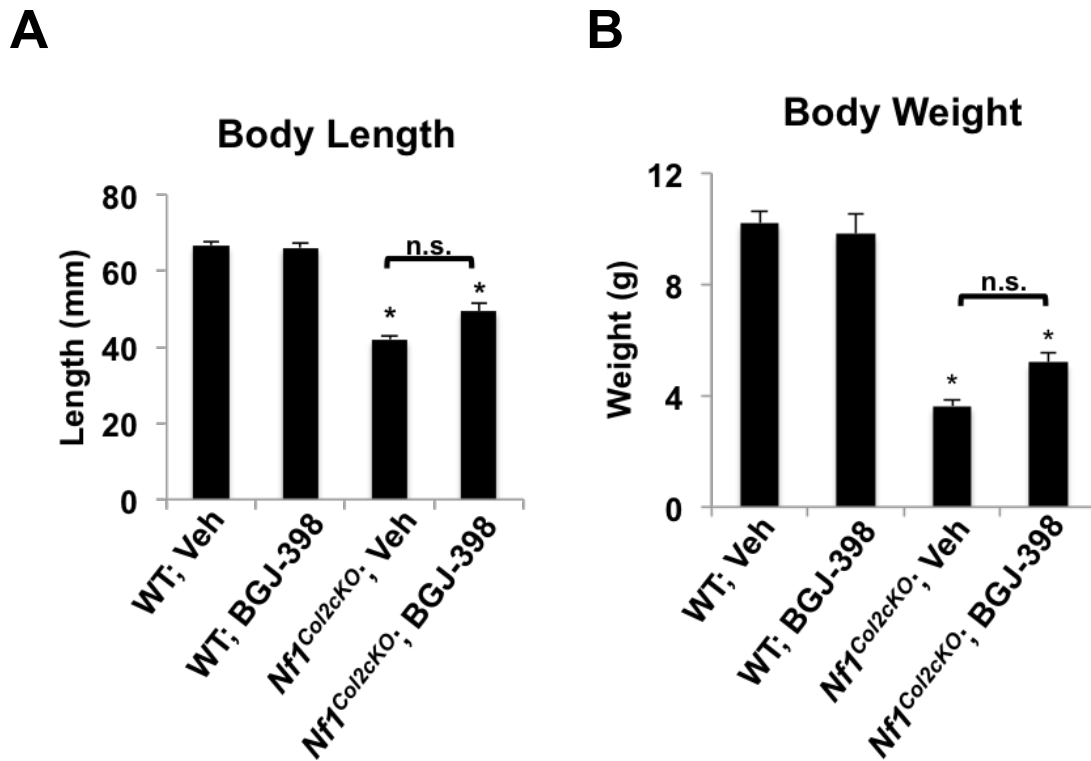 A
Body Length
Length (mm)
80
60
40
20
0
n.s.
*
*
WT; Veh
WT; BGJ-398
Nf1Col2cKO; Veh
Nf1Col2cKO; BGJ-398
B
Body Weight
Weight (g)
12
8
4
0
n.s.
*
*
WT; Veh
WT; BGJ-398
Nf1Col2cKO; Veh
Nf1Col2cKO; BGJ-398